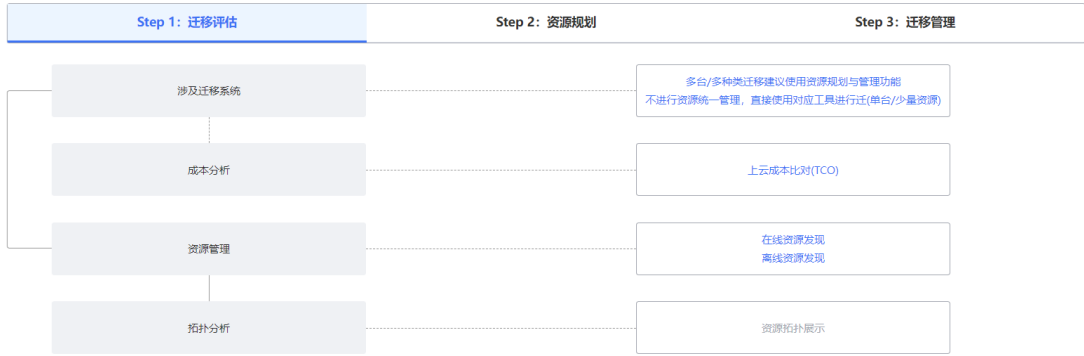 Step 1：迁移评估
Step 2：资源规划
Step 3：迁移管理
涉及迁移系统
多台/多种类迁移建议使用资源规划与管理功能
不进行资源统一管理，直接使用对应工具进行迁(单台/少量资源)
成本分析
上云成本比对(TCO)
资源管理
在线资源发现
离线资源发现
拓扑分析
资源拓扑展示